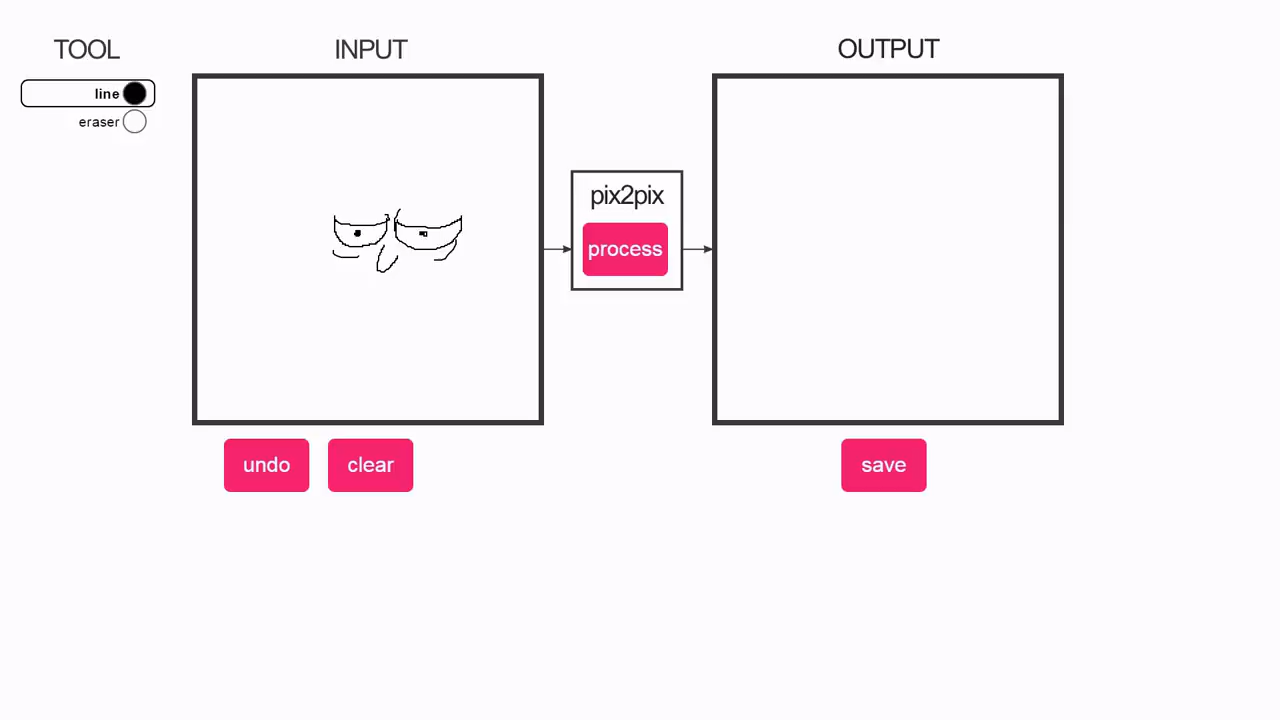 TOOL
INPUT
OUTPUT
line
eraser
pix2pix
process
undo
clear
save